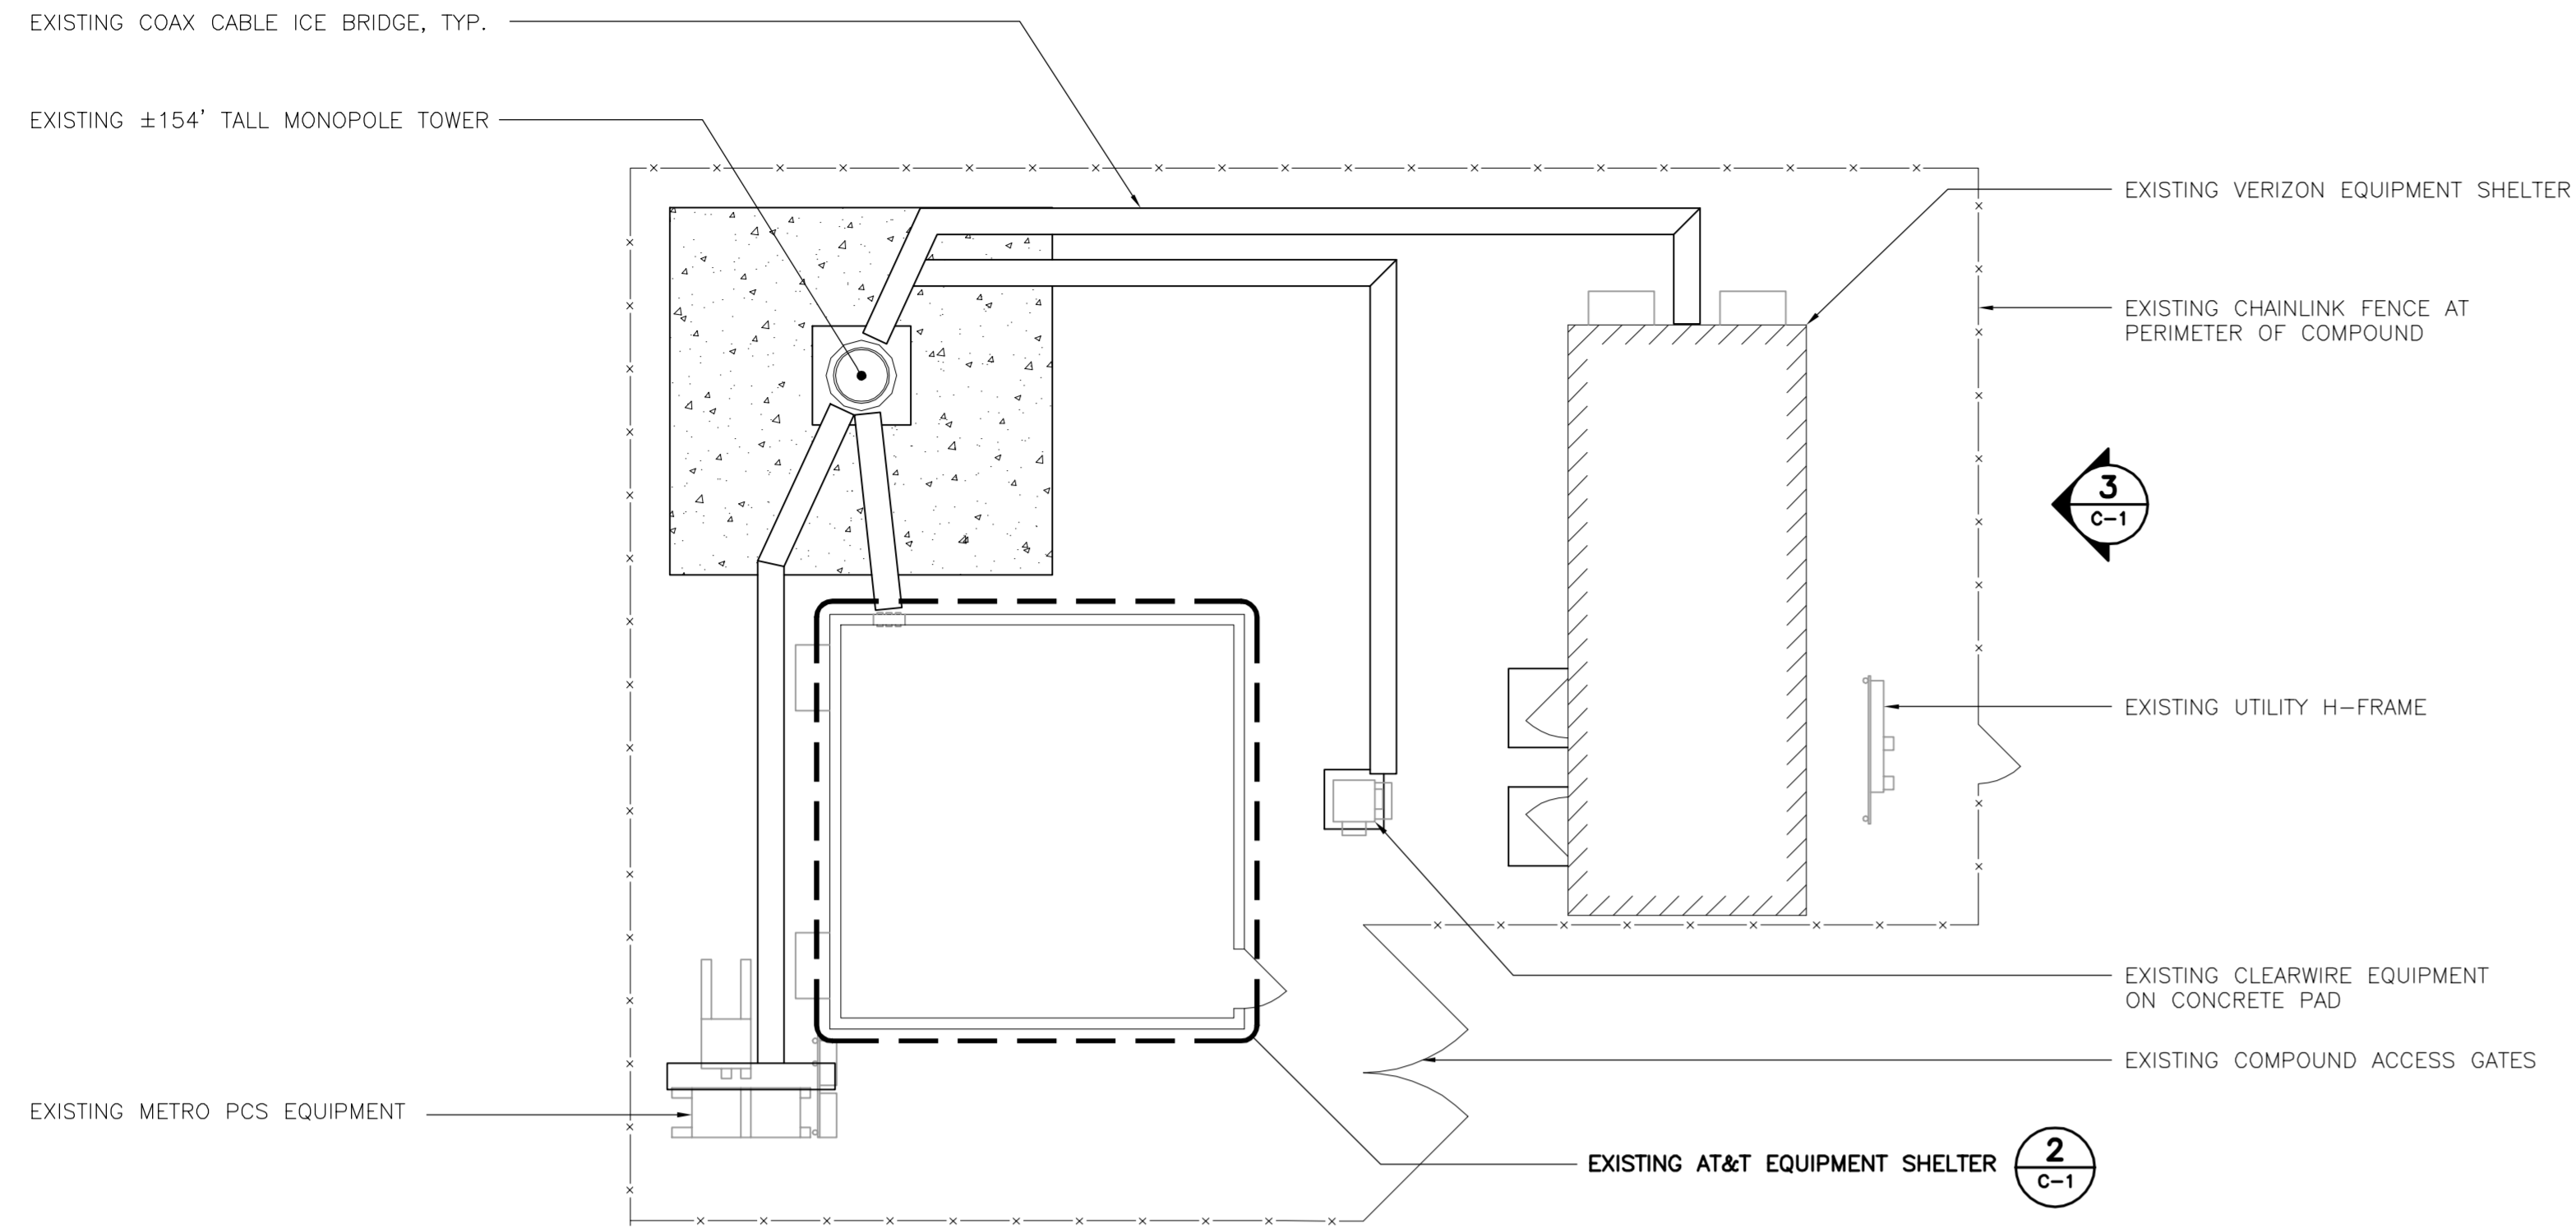 EXISTING COAX CABLE ICE BRIDGE, TYP.
EXISTING ±154' TALL MONOPOLE TOWER
EXISTING VERIZON EQUIPMENT SHELTER
EXISTING CHAINLINK FENCE AT
PERIMETER OF COMPOUND
3
C-1
EXISTING UTILITY H-FRAME
EXISTING CLEARWIRE EQUIPMENT
ON CONCRETE PAD
EXISTING COMPOUND ACCESS GATES
EXISTING METRO PCS EQUIPMENT
EXISTING AT&T EQUIPMENT SHELTER
2
C-1